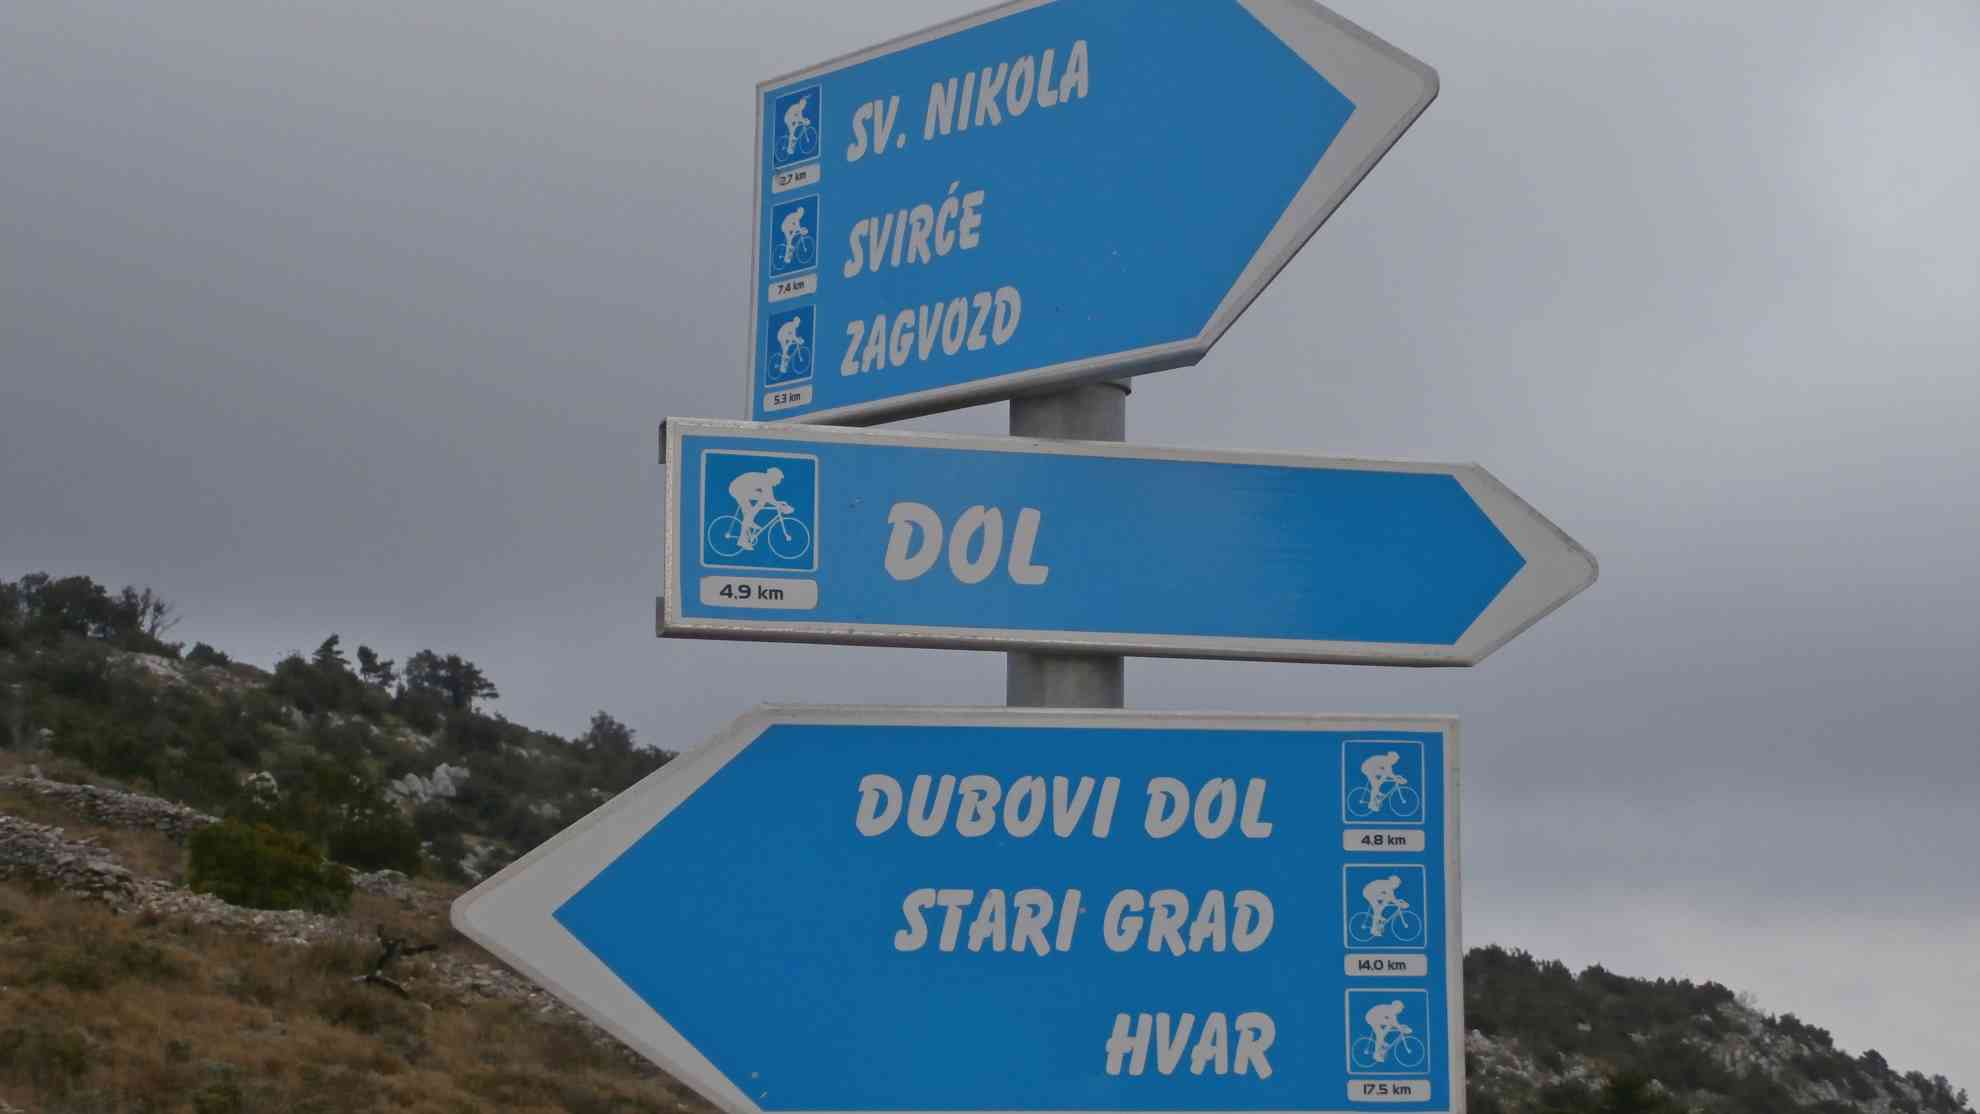 SV. NIKOLA
2,7 km
SVIRĆE
7,4 km
ZAGVOZD
5,3 km
DOL
4,9 km
DUBOVI DOL
4,8 km
STARI GRAD
14,0 km
HVAR
17,5 km